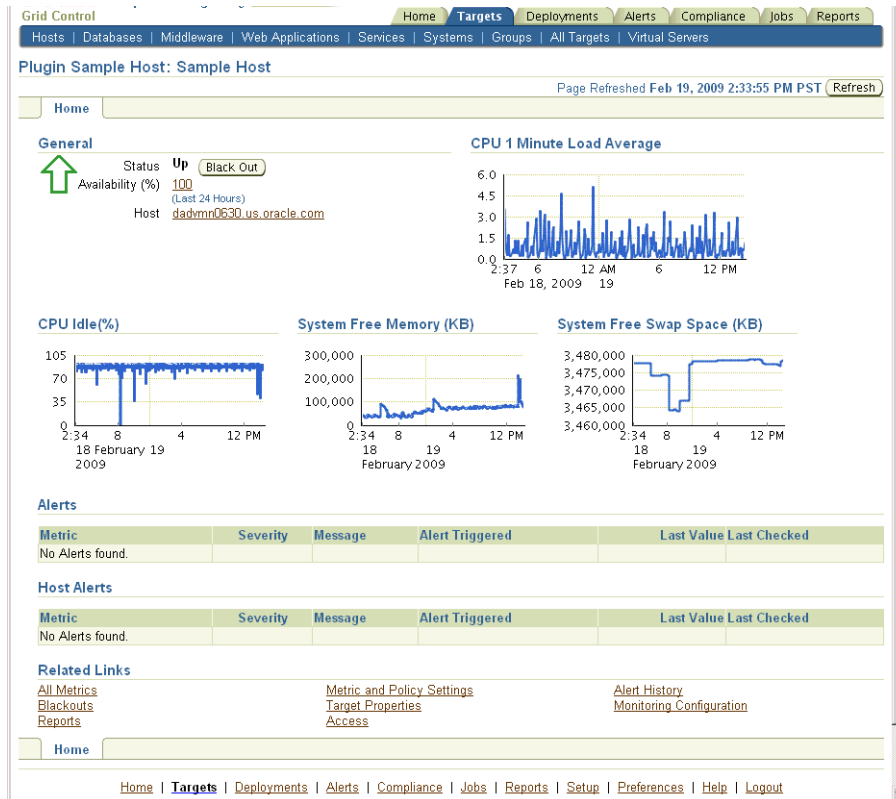 Grid Control
Home Targets Deployments Alerts Compliance Jobs Reports
Hosts | Databases | Middleware | Web Applications | Services | Systems | Groups | All Targets | Virtual Servers
Plugin Sample Host: Sample Host
Page Refreshed Feb 19, 2009 2:33:55 PM PST Refresh
Home
General
Status Up Black Out
Availability (%) 100
(Last 24 Hours)
Host dadvmn0630.us.oracle.com
CPU 1 Minute Load Average
6.0
4.5
3.0
1.5
0.0
2:37 6 12 AM 6 12 PM
Feb 18, 2009 19
CPU Idle(%)
105
70
35
0
2:34 8 4 12 PM
18 February 19
2009
System Free Memory (KB)
300,000
200,000
100,000
0
2:34 8 4 12 PM
18 19
February 2009
System Free Swap Space (KB)
3,480,000
3,475,000
3,470,000
3,465,000
3,460,000
2:34 8 4 12 PM
18 19
February 2009
Alerts
Metric Severity Message Alert Triggered Last Value Last Checked
No Alerts found.
Host Alerts
Metric Severity Message Alert Triggered Last Value Last Checked
No Alerts found.
Related Links
All Metrics Metric and Policy Settings Alert History
Blackouts Target Properties Monitoring Configuration
Reports Access
Home
Home | Targets | Deployments | Alerts | Compliance | Jobs | Reports | Setup | Preferences | Help | Logout